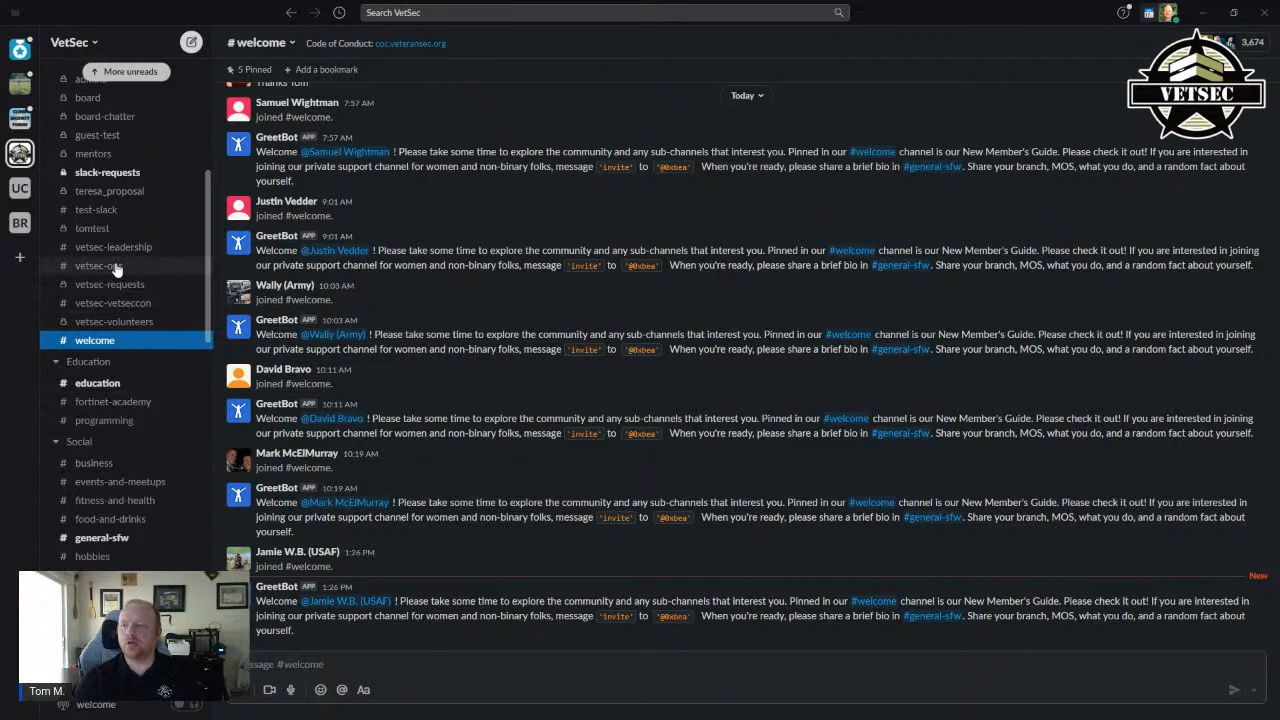 Search VetSec
VetSec
More unreads
board
board-chatter
guest-test
mentors
slack-requests
teresa_proposal
# test-slack
# tomtest
# vetsec-leadership
# vetsec-ops
vetsec-requests
# vetsec-vetseccon
vetsec-volunteers
# welcome
Education
# education
# fortinet-academy
# programming
Social
# business
# events-and-meetups
# fitness-and-health
# food-and-drinks
# general-sfw
# hobbies
UC
BR
# welcome
Code of Conduct: coc.veteransec.org
3,674
5 Pinned
Add a bookmark
Thanks Tom
Today
VETSEC
Samuel Wightman 7:57 AM
joined #welcome.
GreetBot APP 7:57 AM
Welcome @Samuel Wightman ! Please take some time to explore the community and any sub-channels that interest you. Pinned in our #welcome channel is our New Member's Guide. Please check it out! If you are interested in
joining our private support channel for women and non-binary folks, message 'invite' to '@0xbea' When you're ready, please share a brief bio in #general-sfw. Share your branch, MOS, what you do, and a random fact about
yourself.
Justin Vedder 9:01 AM
joined #welcome.
GreetBot APP 9:01 AM
Welcome @Justin Vedder ! Please take some time to explore the community and any sub-channels that interest you. Pinned in our #welcome channel is our New Member's Guide. Please check it out! If you are interested in
joining our private support channel for women and non-binary folks, message 'invite' to '@0xbea' When you're ready, please share a brief bio in #general-sfw. Share your branch, MOS, what you do, and a random fact about yourself.
Wally (Army) 10:03 AM
joined #welcome.
GreetBot APP 10:03 AM
Welcome @Wally (Army) ! Please take some time to explore the community and any sub-channels that interest you. Pinned in our #welcome channel is our New Member's Guide. Please check it out! If you are interested in
joining our private support channel for women and non-binary folks, message 'invite' to '@0xbea' When you're ready, please share a brief bio in #general-sfw. Share your branch, MOS, what you do, and a random fact about yourself.
David Bravo 10:11 AM
joined #welcome.
GreetBot APP 10:11 AM
Welcome @David Bravo ! Please take some time to explore the community and any sub-channels that interest you. Pinned in our #welcome channel is our New Member's Guide. Please check it out! If you are interested in
joining our private support channel for women and non-binary folks, message 'invite' to '@0xbea' When you're ready, please share a brief bio in #general-sfw. Share your branch, MOS, what you do, and a random fact about yourself.
Mark McElMurray 10:19 AM
joined #welcome.
GreetBot APP 10:19 AM
Welcome @Mark McElMurray ! Please take some time to explore the community and any sub-channels that interest you. Pinned in our #welcome channel is our New Member's Guide. Please check it out! If you are interested in
joining our private support channel for women and non-binary folks, message 'invite' to '@0xbea' When you're ready, please share a brief bio in #general-sfw. Share your branch, MOS, what you do, and a random fact about
yourself.
Jamie W.B. (USAF) 1:26 PM
joined #welcome.
New
GreetBot APP 1:26 PM
Welcome @Jamie W.B. (USAF) ! Please take some time to explore the community and any sub-channels that interest you. Pinned in our #welcome channel is our New Member's Guide. Please check it out! If you are interested in
joining our private support channel for women and non-binary folks, message 'invite' to '@0xbea' When you're ready, please share a brief bio in #general-sfw. Share your branch, MOS, what you do, and a random fact about
yourself.
ssage #welcome
Aa
Tom M.
welcome